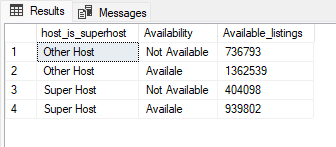 Results Messages
host_is_superhost Availability Available_listings
1 Other Host Not Available 736793
2 Other Host Availale 1362539
3 Super Host Not Available 404098
4 Super Host Availale 939802